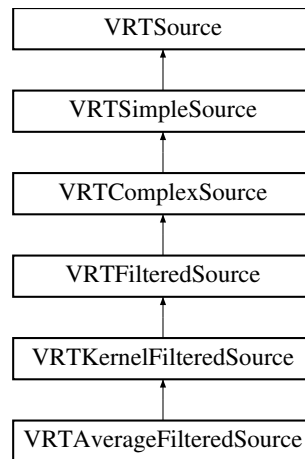 VRTSource
VRTSimpleSource
VRTComplexSource
VRTFilteredSource
VRTKernelFilteredSource
VRTAverageFilteredSource